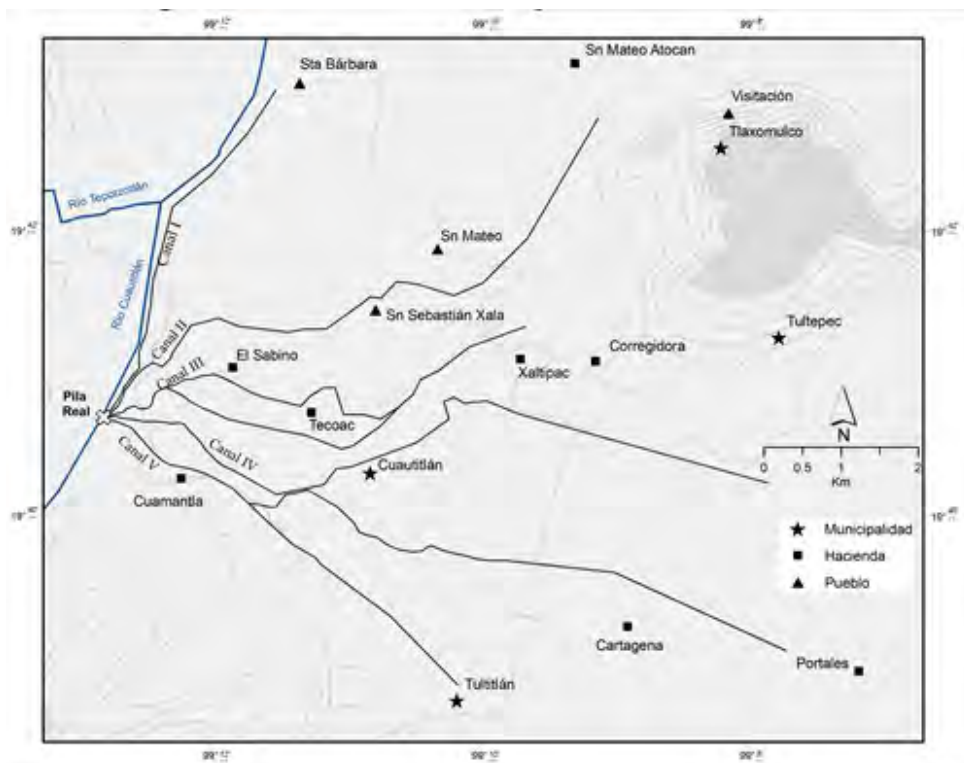 Sn Mateo Atocan
Sta Bárbara
Visitación
Tlaxomulco
Río Tepotzotlán
Canal I
Sn Mateo
Río Cuautitlán
Canal II
Sn Sebastián Xala
Tultepec
El Sabino
Canal III
Xaltipac
Corregidora
Pila
Real
Tecoac
N
0 0.5 1 2
Km
Canal IV
Canal V
Cuautitlán
Cuamantla
Municipalidad
Hacienda
Pueblo
Cartagena
Portales
Tultitlán